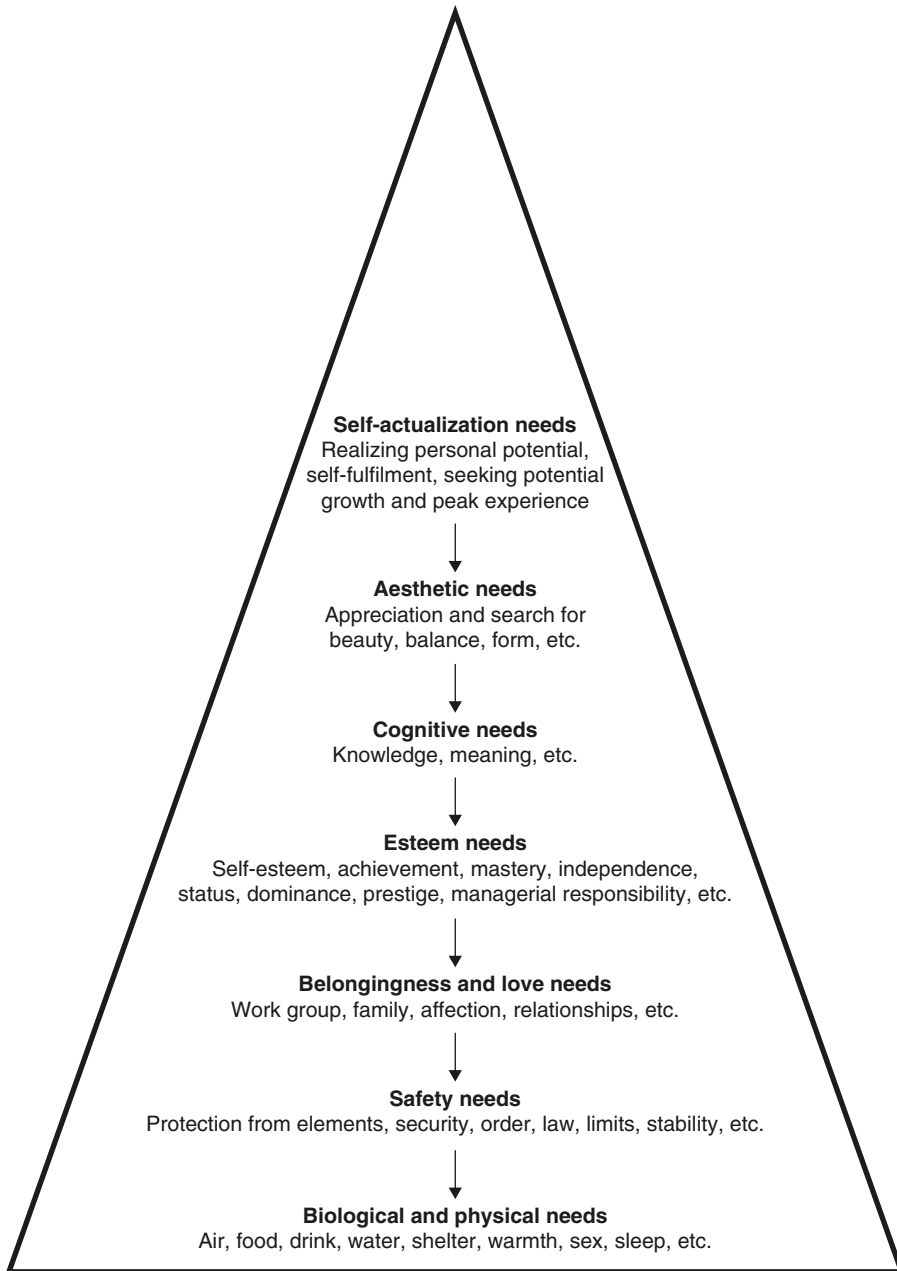 Self-actualization needs
Realizing personal potential,
self-fulfilment, seeking potential
growth and peak experience
Aesthetic needs
Appreciation and search for
beauty, balance, form, etc.
Cognitive needs
Knowledge, meaning, etc.
Esteem needs
Self-esteem, achievement, mastery, independence,
status, dominance, prestige, managerial responsibility, etc.
Belongingness and love needs
Work group, family, affection, relationships, etc.
Safety needs
Protection from elements, security, order, law, limits, stability, etc.
Biological and physical needs
Air, food, drink, water, shelter, warmth, sex, sleep, etc.